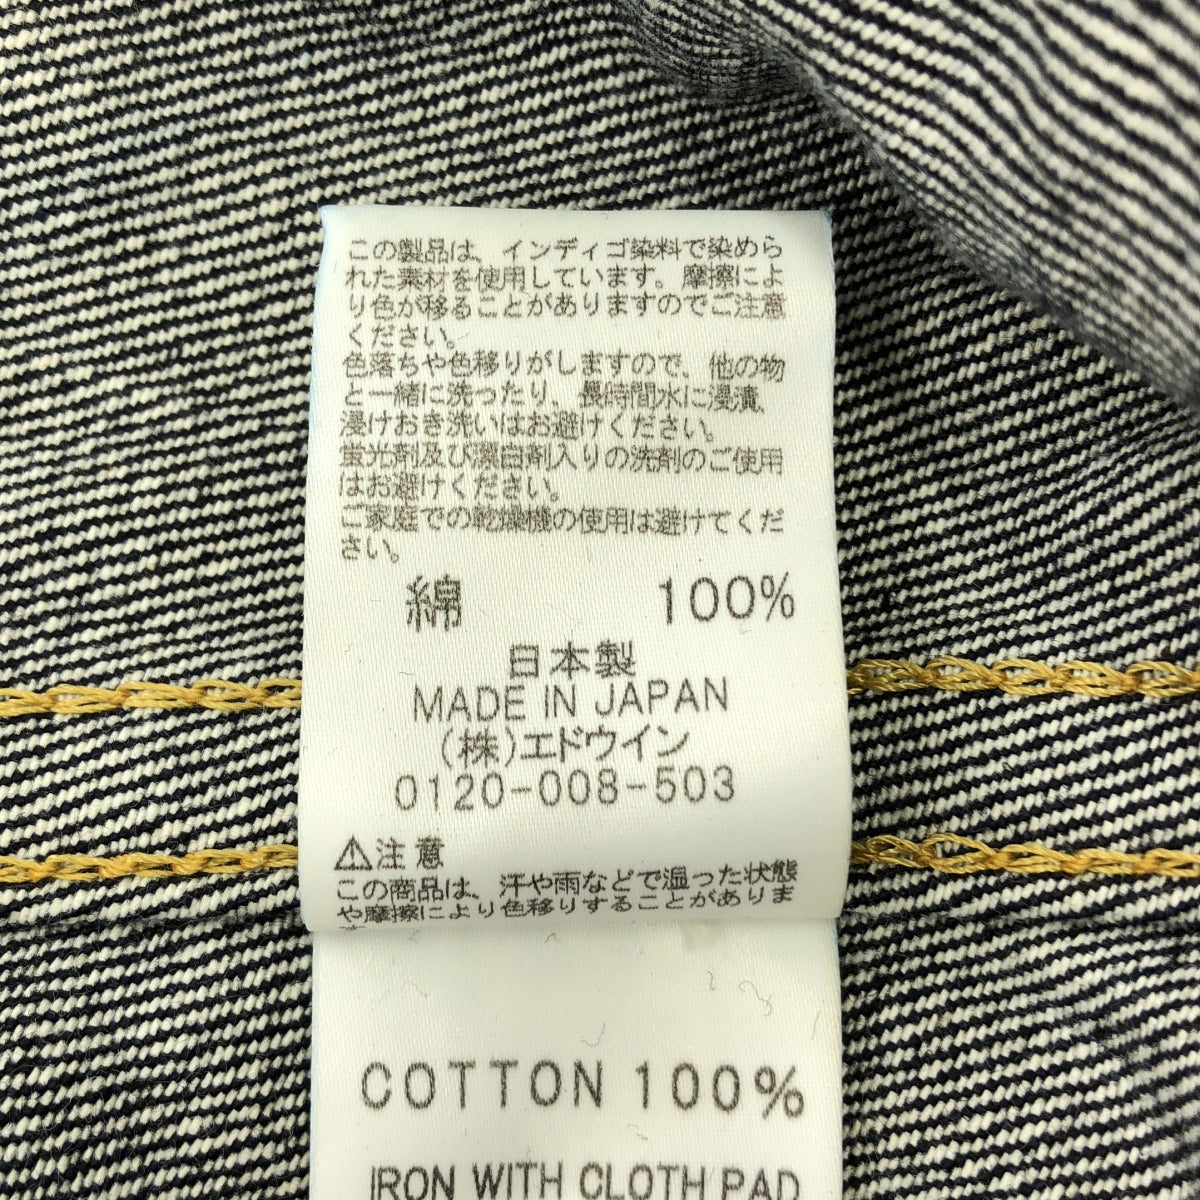 この製品は、インディゴ染料で染めら
れた素材を使用しています。摩擦によ
り色が移ることがありますのでご注意
ください。
色落ちや色移りがしますので、他の物
と一緒に洗ったり、長時間水に浸漬、
浸けおき洗いはお避けください。
蛍光剤及び漂白剤入りの洗剤のご使用
はお避けください。
ご家庭での乾燥機の使用は避けてくだ
さい。
綿 100%
日本製
MADE IN JAPAN
(株)エドウイン
0120-008-503
⚠注意
この商品は、汗や雨などで湿った状態
や摩擦により色移りすることがありま
COTTON 100%
IRON WITH CLOTH PAD